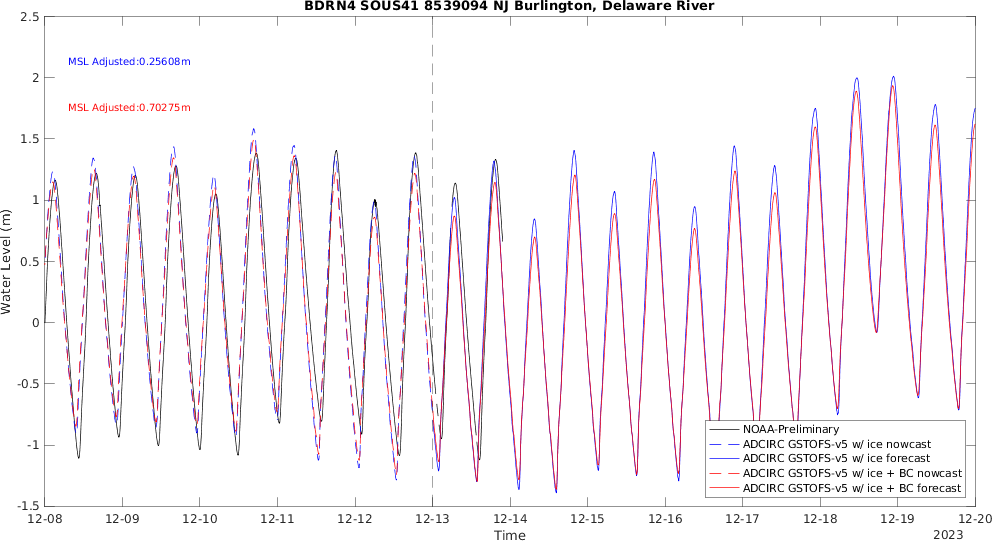 BDRN4 SOUS41 8539094 NJ Burlington, Delaware River
2.5
MSL Adjusted:0.25608m
2
MSL Adjusted:0.70275m
1.5
1
0.5
0
-0.5
-1
-1.5
Water Level (m)
NOAA-Preliminary
ADCIRC GSTOFS-v5 w/ ice nowcast
ADCIRC GSTOFS-v5 w/ ice forecast
ADCIRC GSTOFS-v5 w/ ice + BC nowcast
ADCIRC GSTOFS-v5 w/ ice + BC forecast
12-08 12-09 12-10 12-11 12-12 12-13 12-14 12-15 12-16 12-17 12-18 12-19 12-20
Time
2023